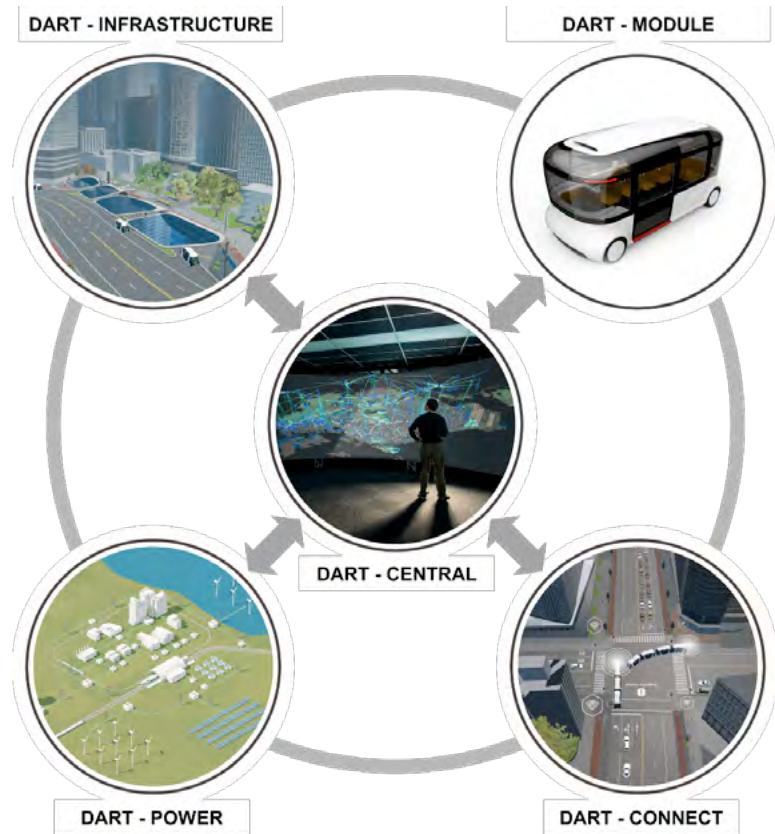 DART - INFRASTRUCTURE
DART - MODULE
DART - CENTRAL
DART - POWER
DART - CONNECT